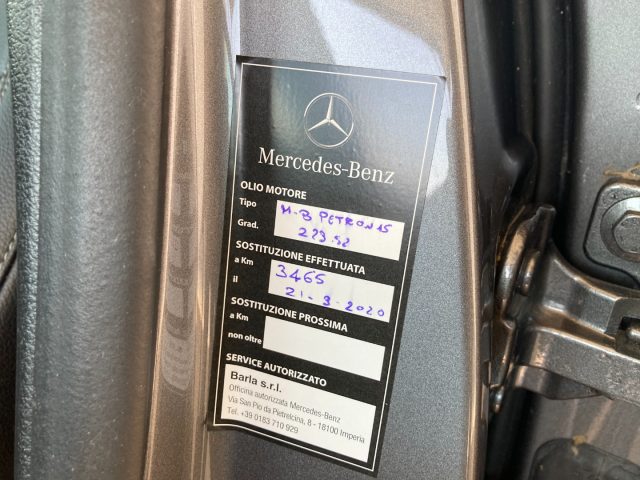 Mercedes-Benz
OLIO MOTORE
Tipo M-B PETRONAS
Grad. 229.52
SOSTITUZIONE EFFETTUATA
a Km 3465
il 21-9-2020
SOSTITUZIONE PROSSIMA
a Km
non oltre
SERVICE AUTORIZZATO
Barla s.r.l.
Officina autorizzata Mercedes-Benz
Via San Pio da Pietrelcina, 8 - 18100 Imperia
Tel. +39 0183 710 929